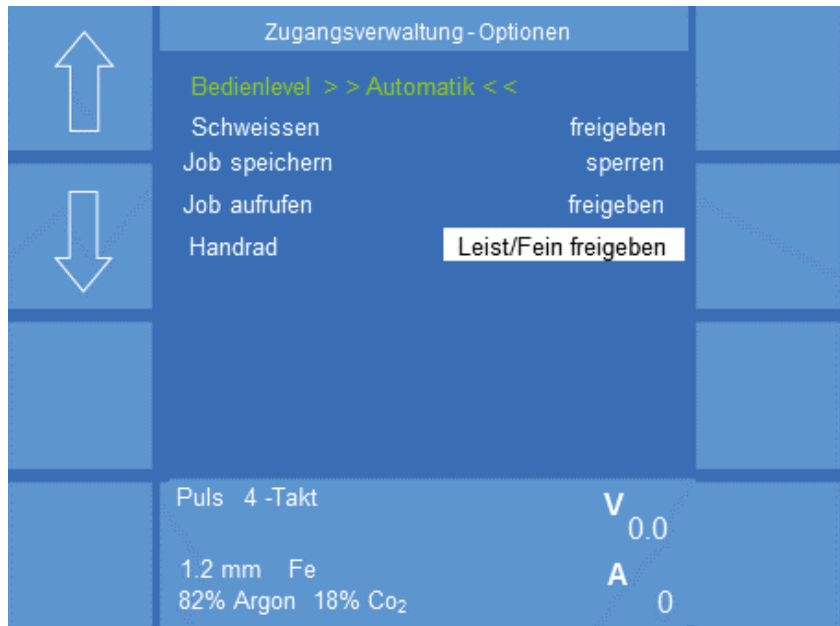 Zugangsverwaltung - Optionen
Bedienlevel > > Automatik < <
Schweissen freigeben
Job speichern sperren
Job aufrufen freigeben
Handrad Leist/Fein freigeben
Puls 4 -Takt V
0.0
1.2 mm Fe A
82% Argon 18% Co₂ 0